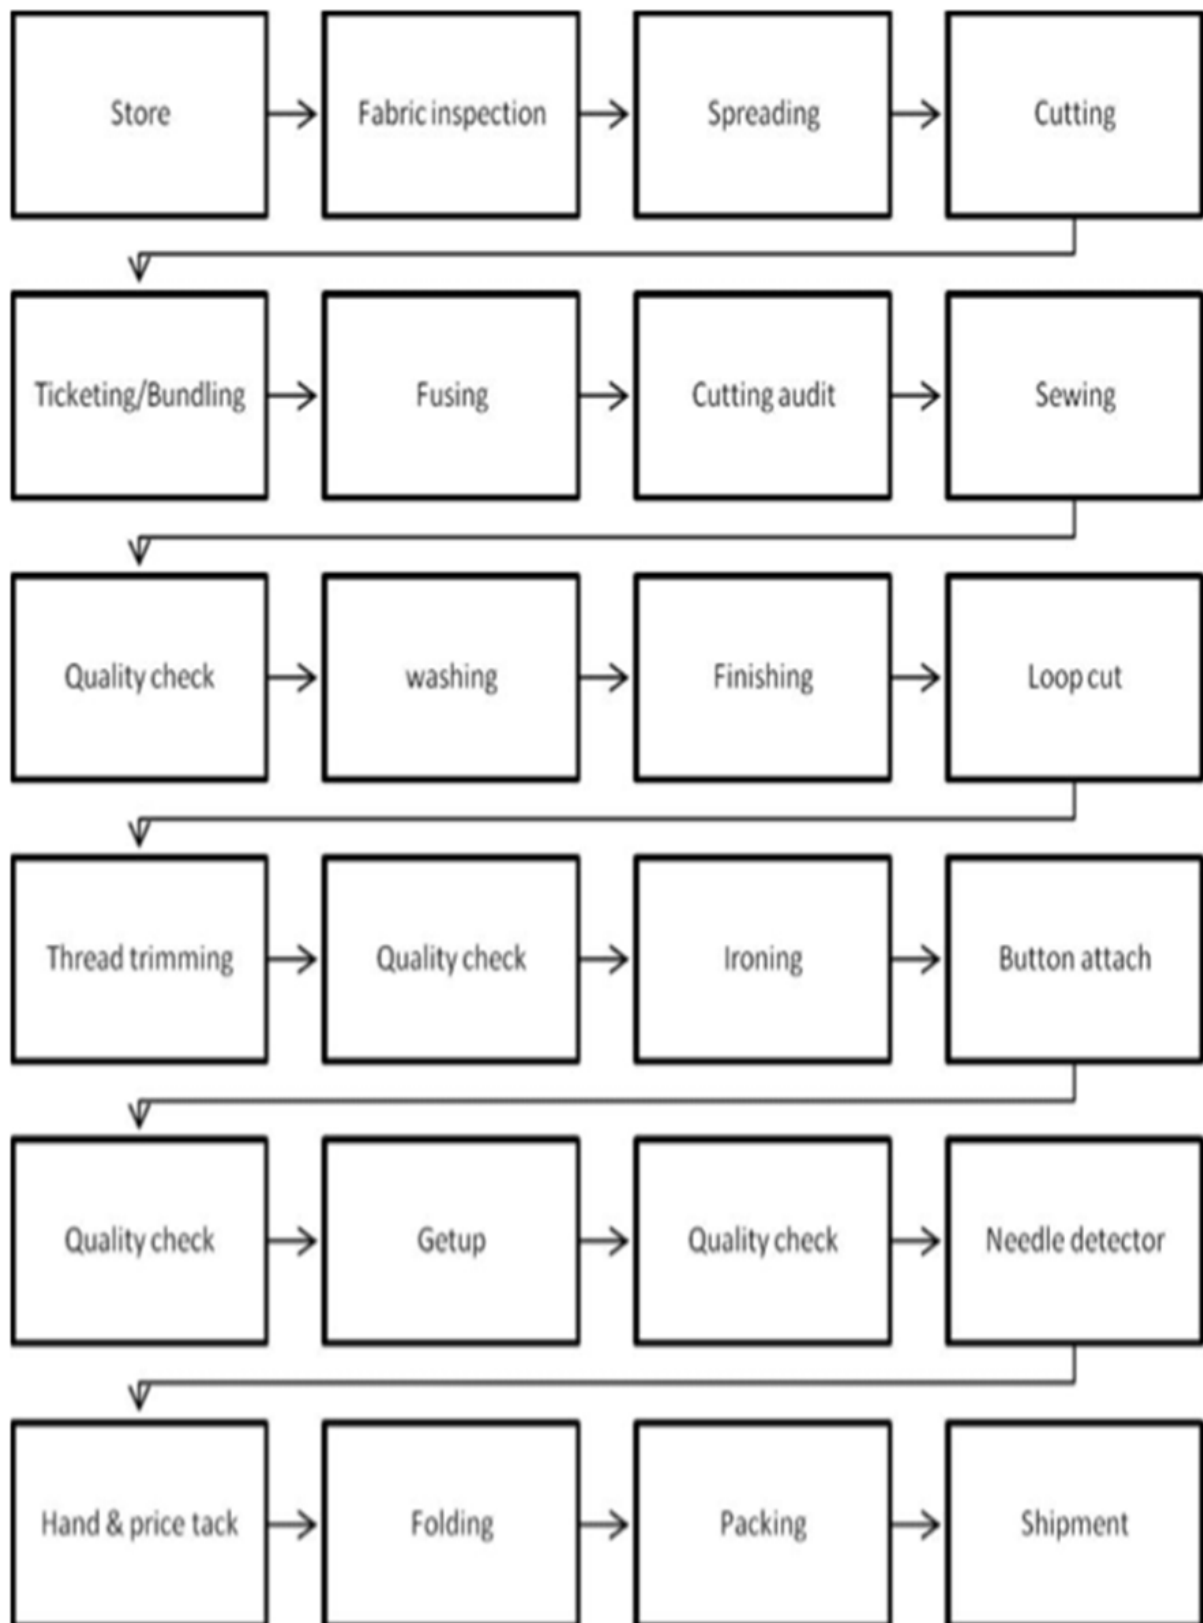 Store
Fabric inspection
Spreading
Cutting
Ticketing/Bundling
Fusing
Cutting audit
Sewing
Quality check
washing
Finishing
Loop cut
Thread trimming
Quality check
Ironing
Button attach
Quality check
Getup
Quality check
Needle detector
Hand & price tack
Folding
Packing
Shipment